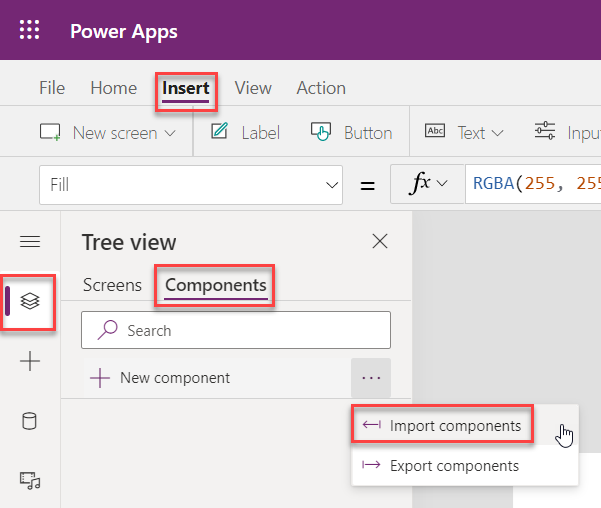 Power Apps
File Home Insert View Action
New screen Label Button Abc Text Inpu
Fill = fx RGBA(255, 255
Tree view
Screens Components
Search
New component ...
Import components
Export components